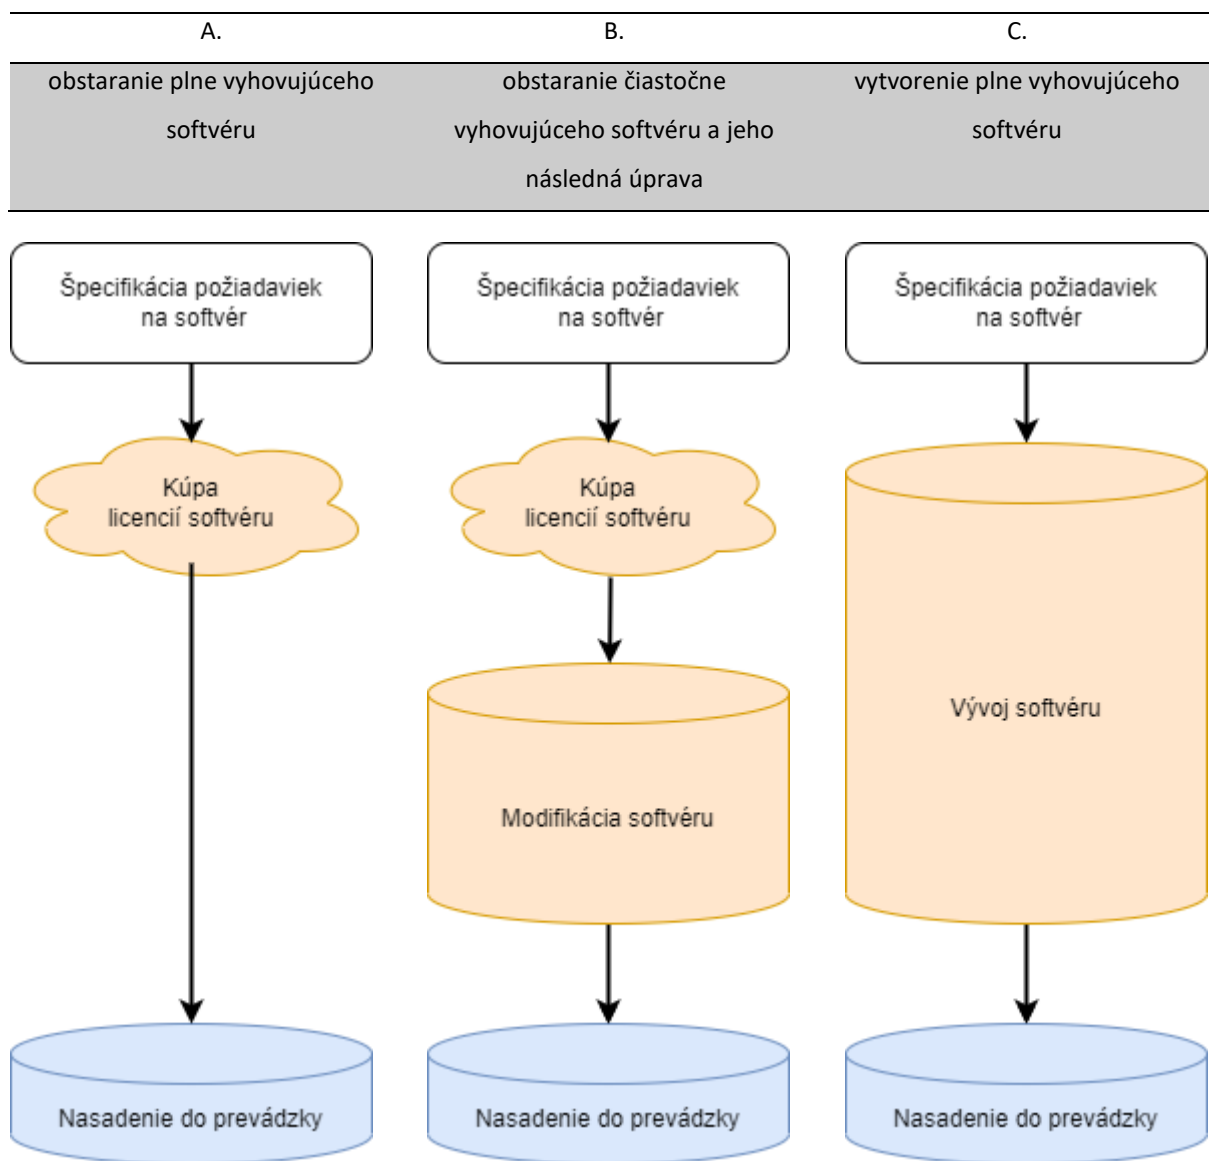 A.
B.
C.
obstaranie plne vyhovujúceho
softvéru
obstaranie čiastočne
vyhovujúceho softvéru a jeho
následná úprava
vytvorenie plne vyhovujúceho
softvéru
Špecifikácia požiadaviek
na softvér
Špecifikácia požiadaviek
na softvér
Špecifikácia požiadaviek
na softvér
Kúpa
licencií softvéru
Kúpa
licencií softvéru
Vývoj softvéru
Modifikácia softvéru
Nasadenie do prevádzky
Nasadenie do prevádzky
Nasadenie do prevádzky